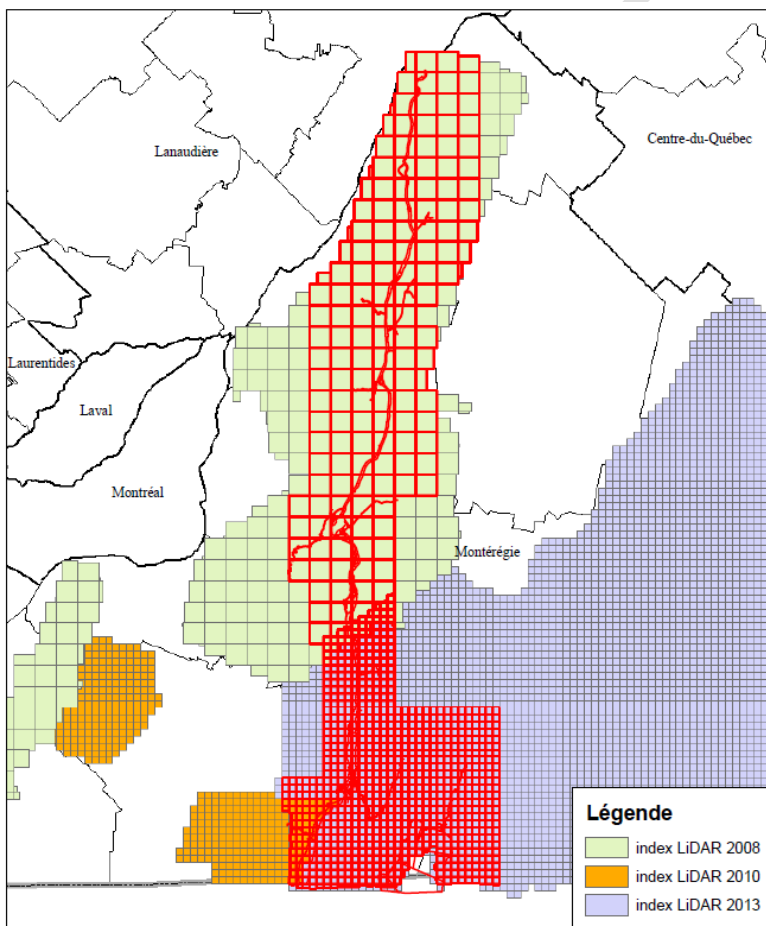 Lanaudière
Centre-du-Québec
Laurentides
Laval
Montréal
Montérégie
Légende
index LiDAR 2008
index LiDAR 2010
index LiDAR 2013